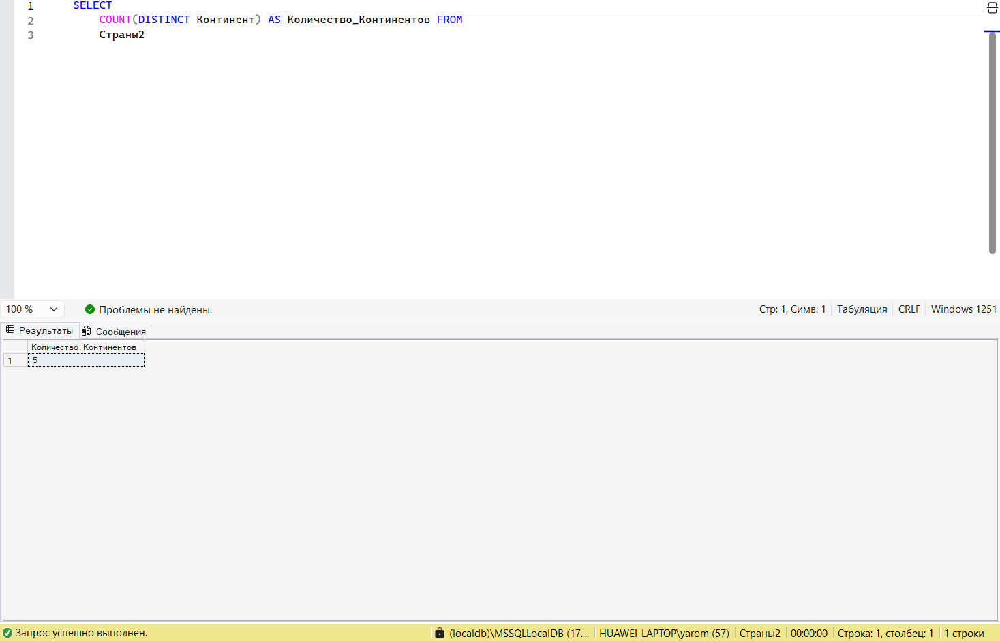 1 SELECT
2 COUNT(DISTINCT Континент) AS Количество_Континентов FROM
3 Страны2
100 % Проблемы не найдены. Стр: 1, Симв: 1 Табуляция CRLF Windows 1251
Результаты Сообщения
Количество_Континентов
1 5
Запрос успешно выполнен. (localdb)\MSSQLLocalDB (17.... HUAWEI_LAPTOP\yarom (57) Страны2 00:00:00 Строка: 1, столбец: 1 1 строки